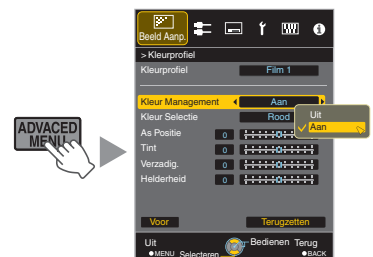 ADVACED
MENU
Beeld Aanp.
> Kleurprofiel
Kleurprofiel Film 1
Kleur Management Aan
Uit
Aan
Kleur Selectie Rood
As Positie 0
Tint 0
Verzadig. 0
Helderheid 0
Voor Terugzetten
Uit Bedienen Terug
MENU Selecteren BACK